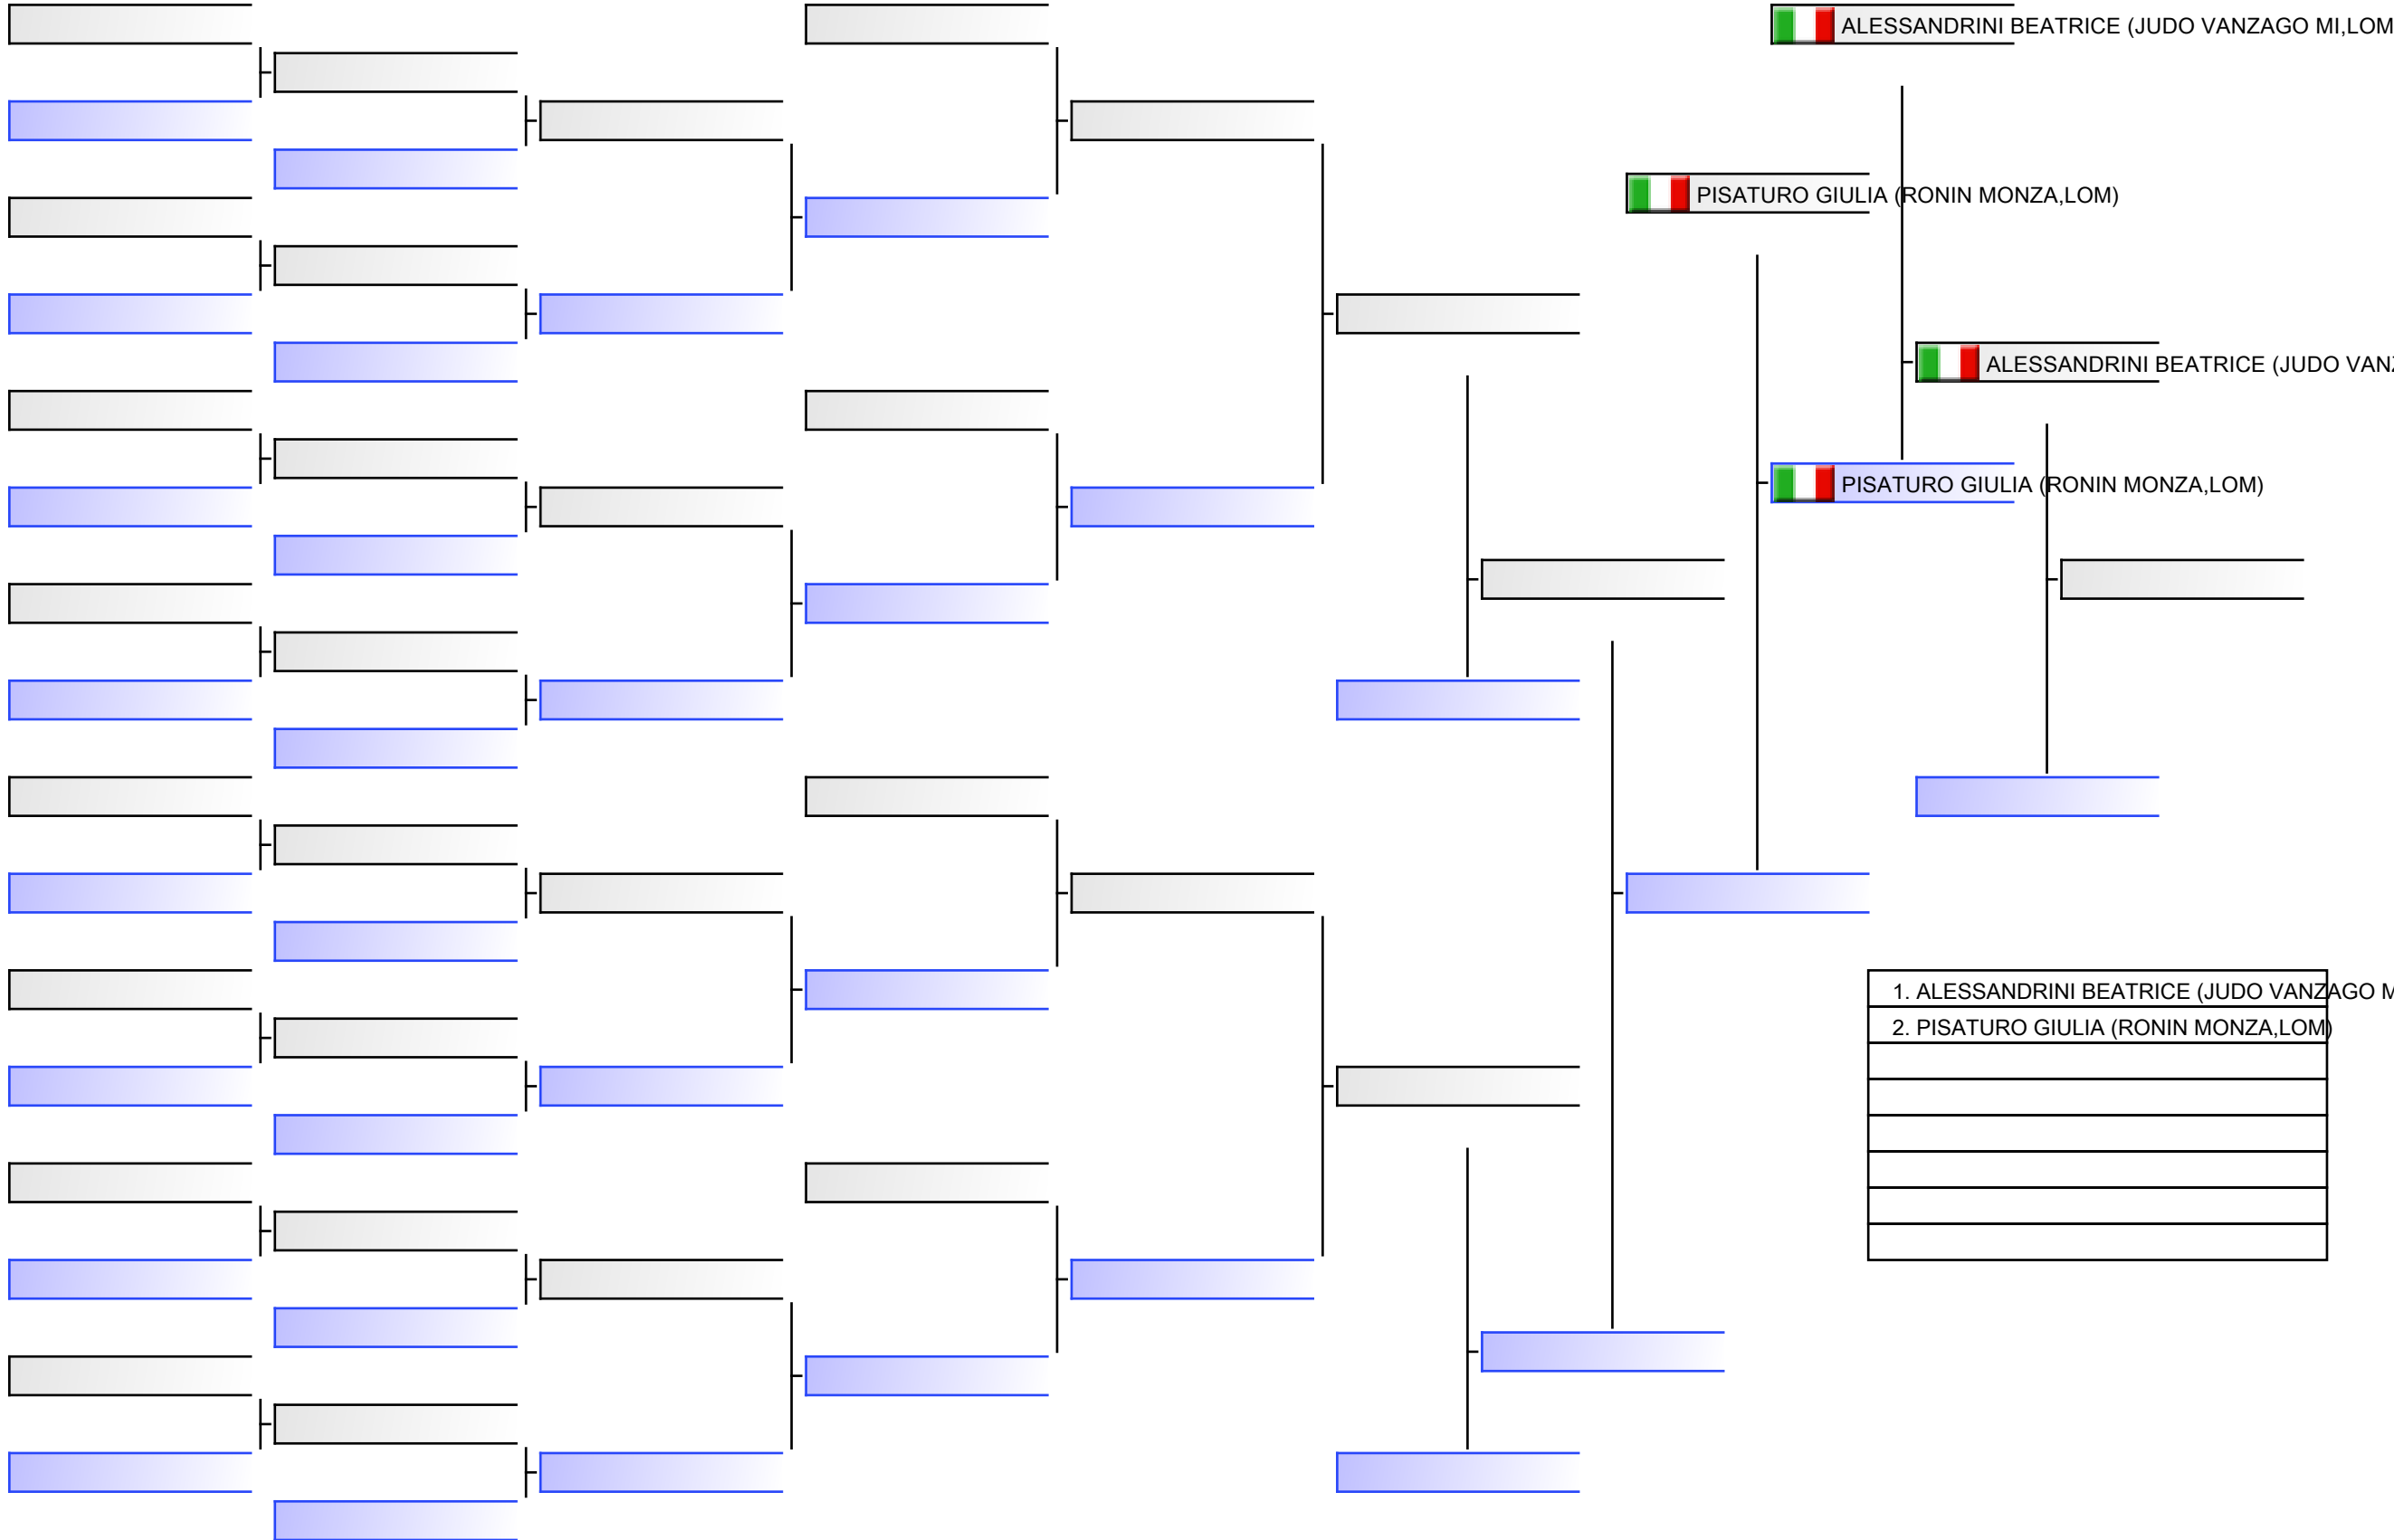 ALESSANDRINI BEATRICE (JUDO VANZAGO MI,LOM
PISATURO GIULIA (RONIN MONZA,LOM)
ALESSANDRINI BEATRICE (JUDO VAN
PISATURO GIULIA (RONIN MONZA,LOM)
1. ALESSANDRINI BEATRICE (JUDO VANZAGO M
2. PISATURO GIULIA (RONIN MONZA,LOM)